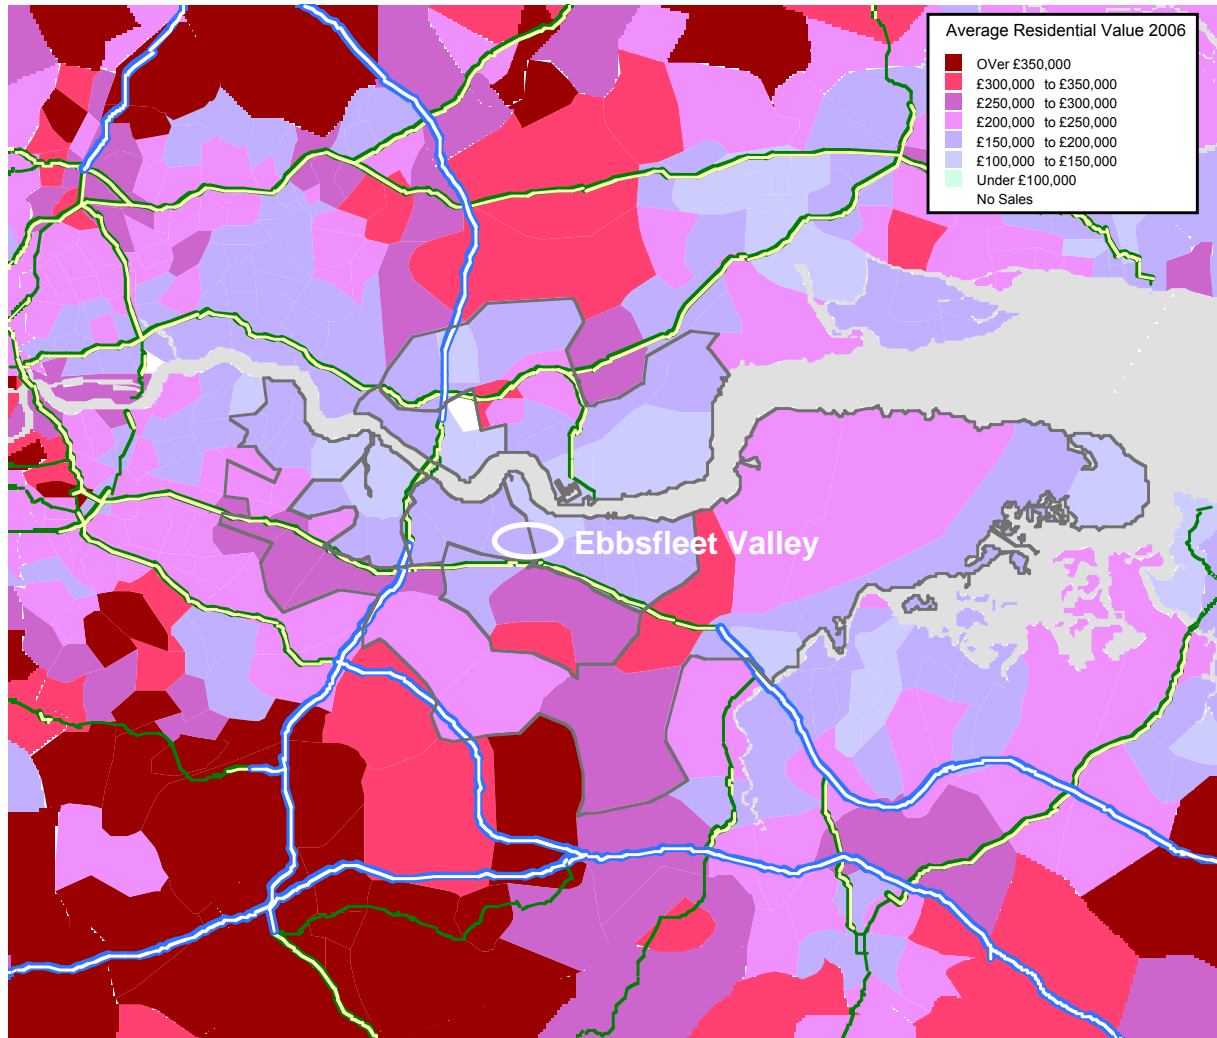 Average Residential Value 2006
OVer £350,000
£300,000 to £350,000
£250,000 to £300,000
£200,000 to £250,000
£150,000 to £200,000
£100,000 to £150,000
Under £100,000
No Sales
Ebbsfleet Valley